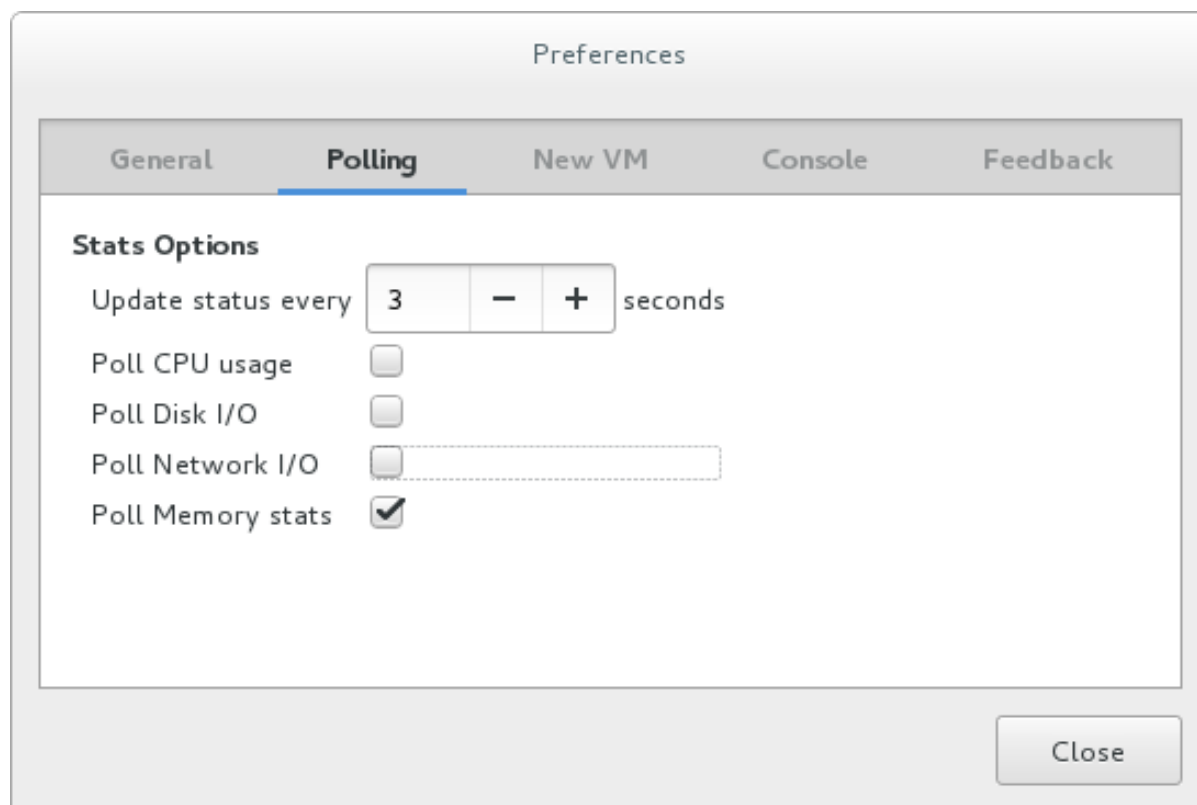 Preferences
General Polling New VM Console Feedback
Stats Options
Update status every 3 − + seconds
Poll CPU usage
Poll Disk I/O
Poll Network I/O
Poll Memory stats
Close